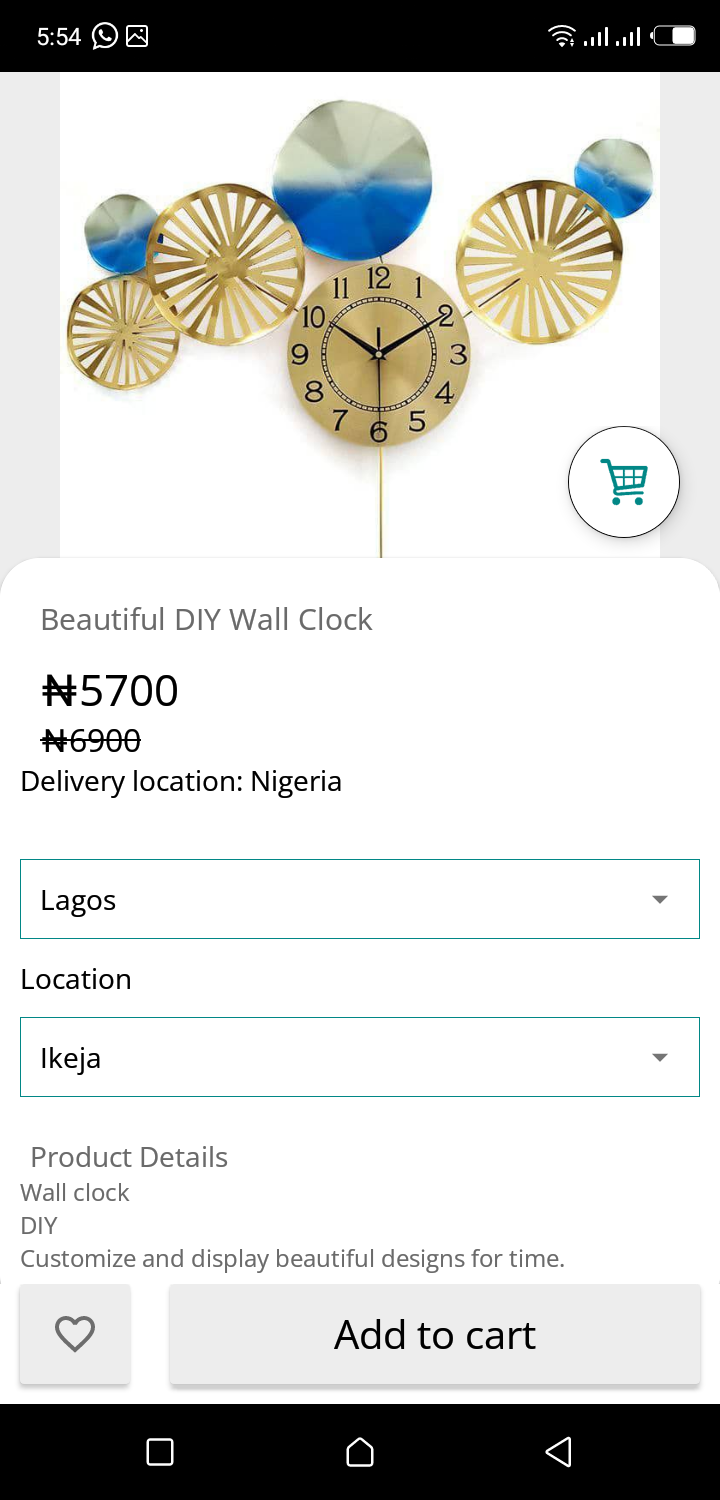 5:54
12
11 1
10 2
9 3
8 4
7 5
6
Beautiful DIY Wall Clock
₦5700
₦6900
Delivery location: Nigeria
Lagos
Location
Ikeja
Product Details
Wall clock
DIY
Customize and display beautiful designs for time.
Add to cart